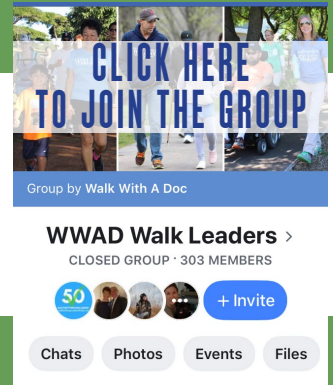 CLICK HERE
TO JOIN THE GROUP
Group by Walk With A Doc
WWAD Walk Leaders >
CLOSED GROUP · 303 MEMBERS
50
+ Invite
Chats Photos Events Files